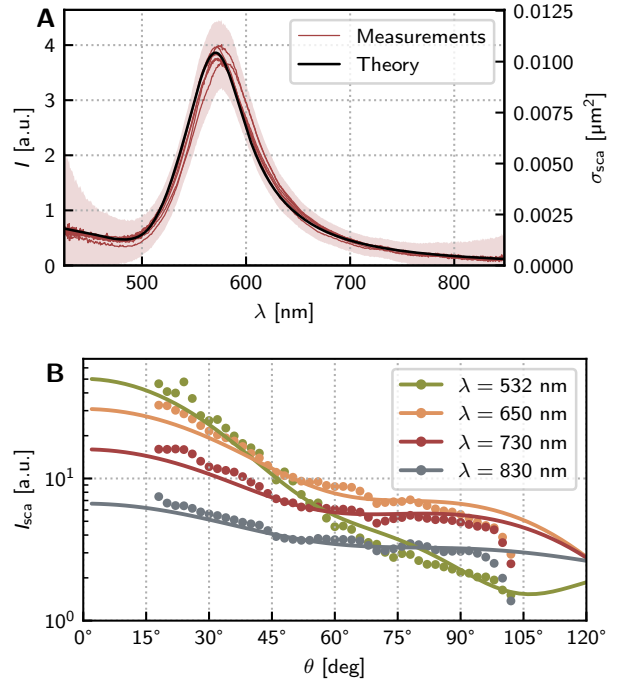 A
Measurements
Theory
I [a.u.]
4
3
2
1
0
0.0125
0.0100
0.0075
0.0050
0.0025
0.0000
σsca [µm²]
500 600 700 800
λ [nm]
B
λ = 532 nm
λ = 650 nm
λ = 730 nm
λ = 830 nm
Isca [a.u.]
10¹
10⁰
0° 15° 30° 45° 60° 75° 90° 105° 120°
θ [deg]